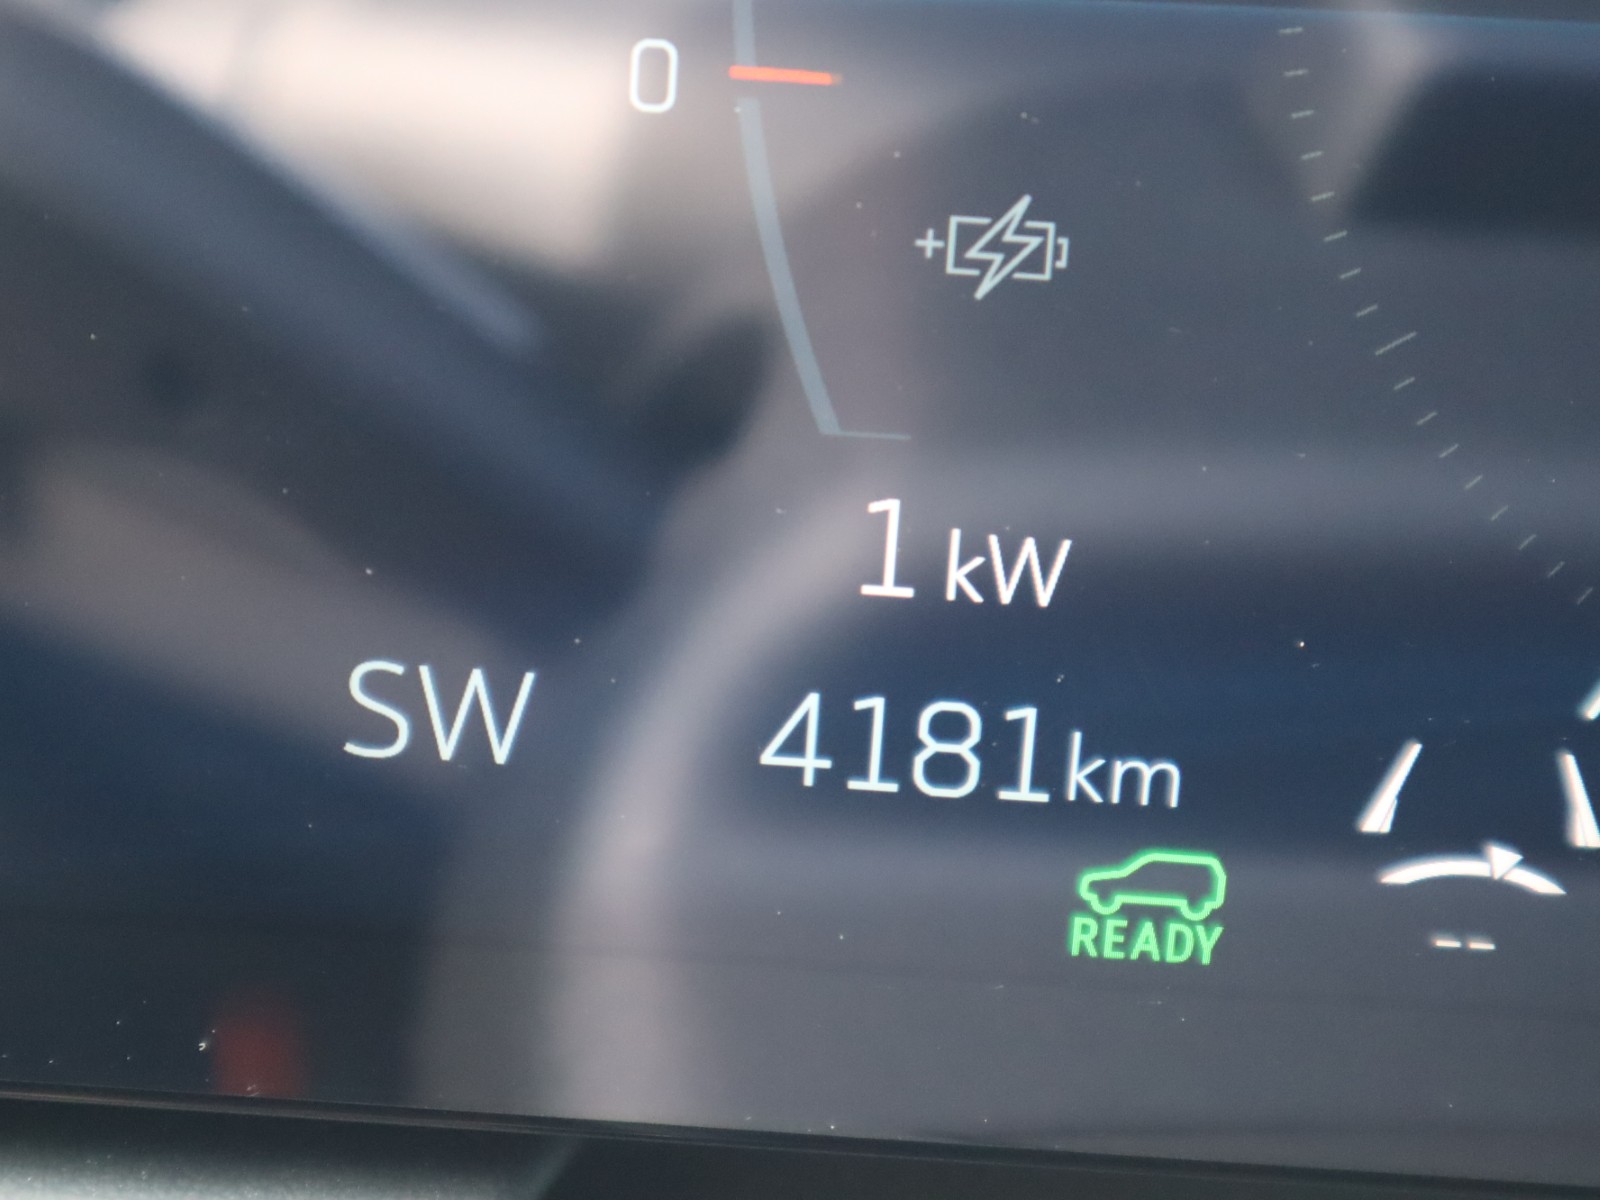 0
1 kW
SW
4181km
READY
--